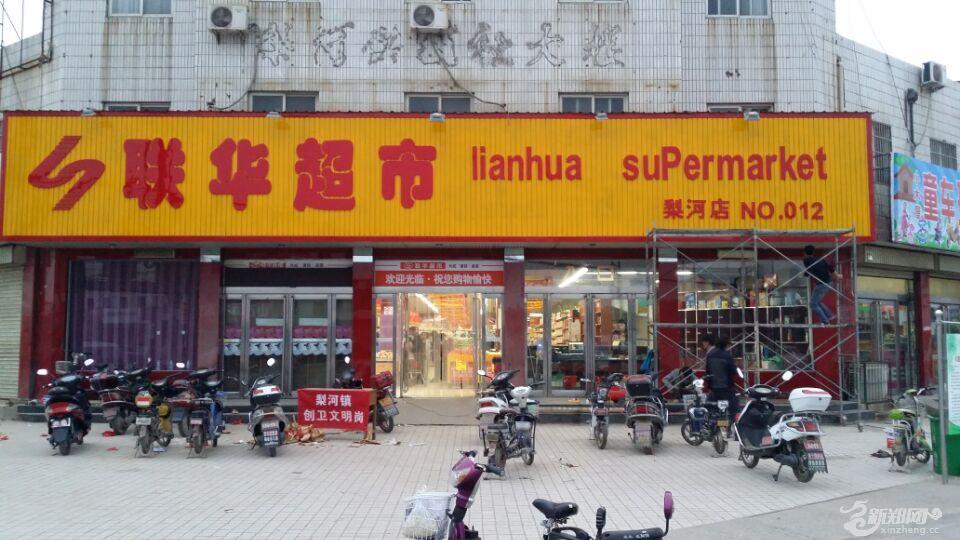 联华超市 lianhua suPermarket
梨河店 NO.012
童车
欢迎光临·祝您购物愉快
梨河镇
创卫文明岗
新郑网
xinzheng.cc